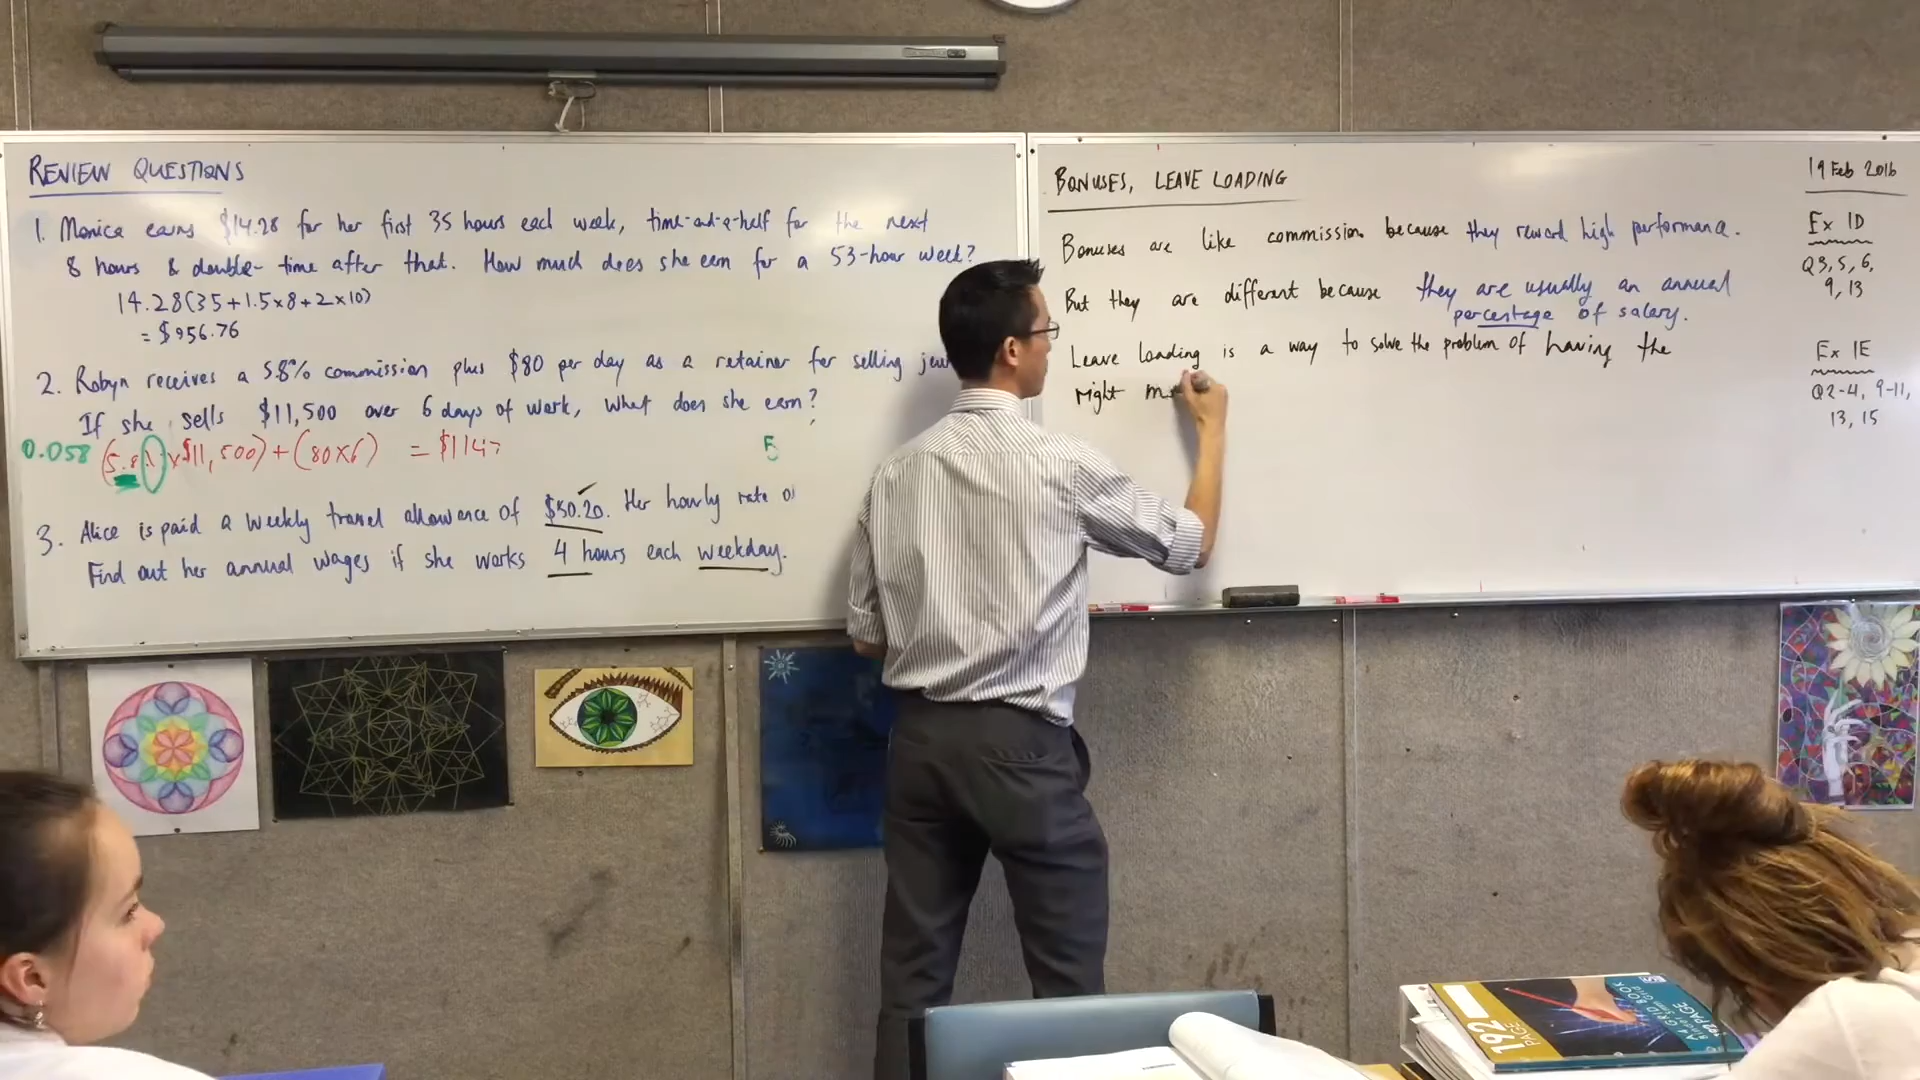 REVIEW QUESTIONS
1. Monica earns $14.28 for her first 35 hours each week, time-and-a-half for the next
8 hours & double-time after that. How much does she earn for a 53-hour week?
14.28(35+1.5×8+2×10)
= $956.76
2. Robyn receives a 5.8% commission plus $80 per day as a retainer for selling
If she sells $11,500 over 6 days of work, what does she earn?
0.058 × $11,500) + (80×6) = $1147
5
3. Alice is paid a weekly travel allowance of $50.20. Her hourly rate
Find out her annual wages if she works 4 hours each weekday.
BONUSES, LEAVE LOADING
Bonuses are like commission because they reward high performance.
But they are different because they are usually an annual
percentage of salary.
Leave loading is a way to solve the problem of having the
right
19 Feb 2016
Ex 1D
Q3, 5, 6,
9, 13
Ex 1E
Q2-4, 9-11,
13, 15
192
PAGE
A4 GRID BOOK
192 PAGE